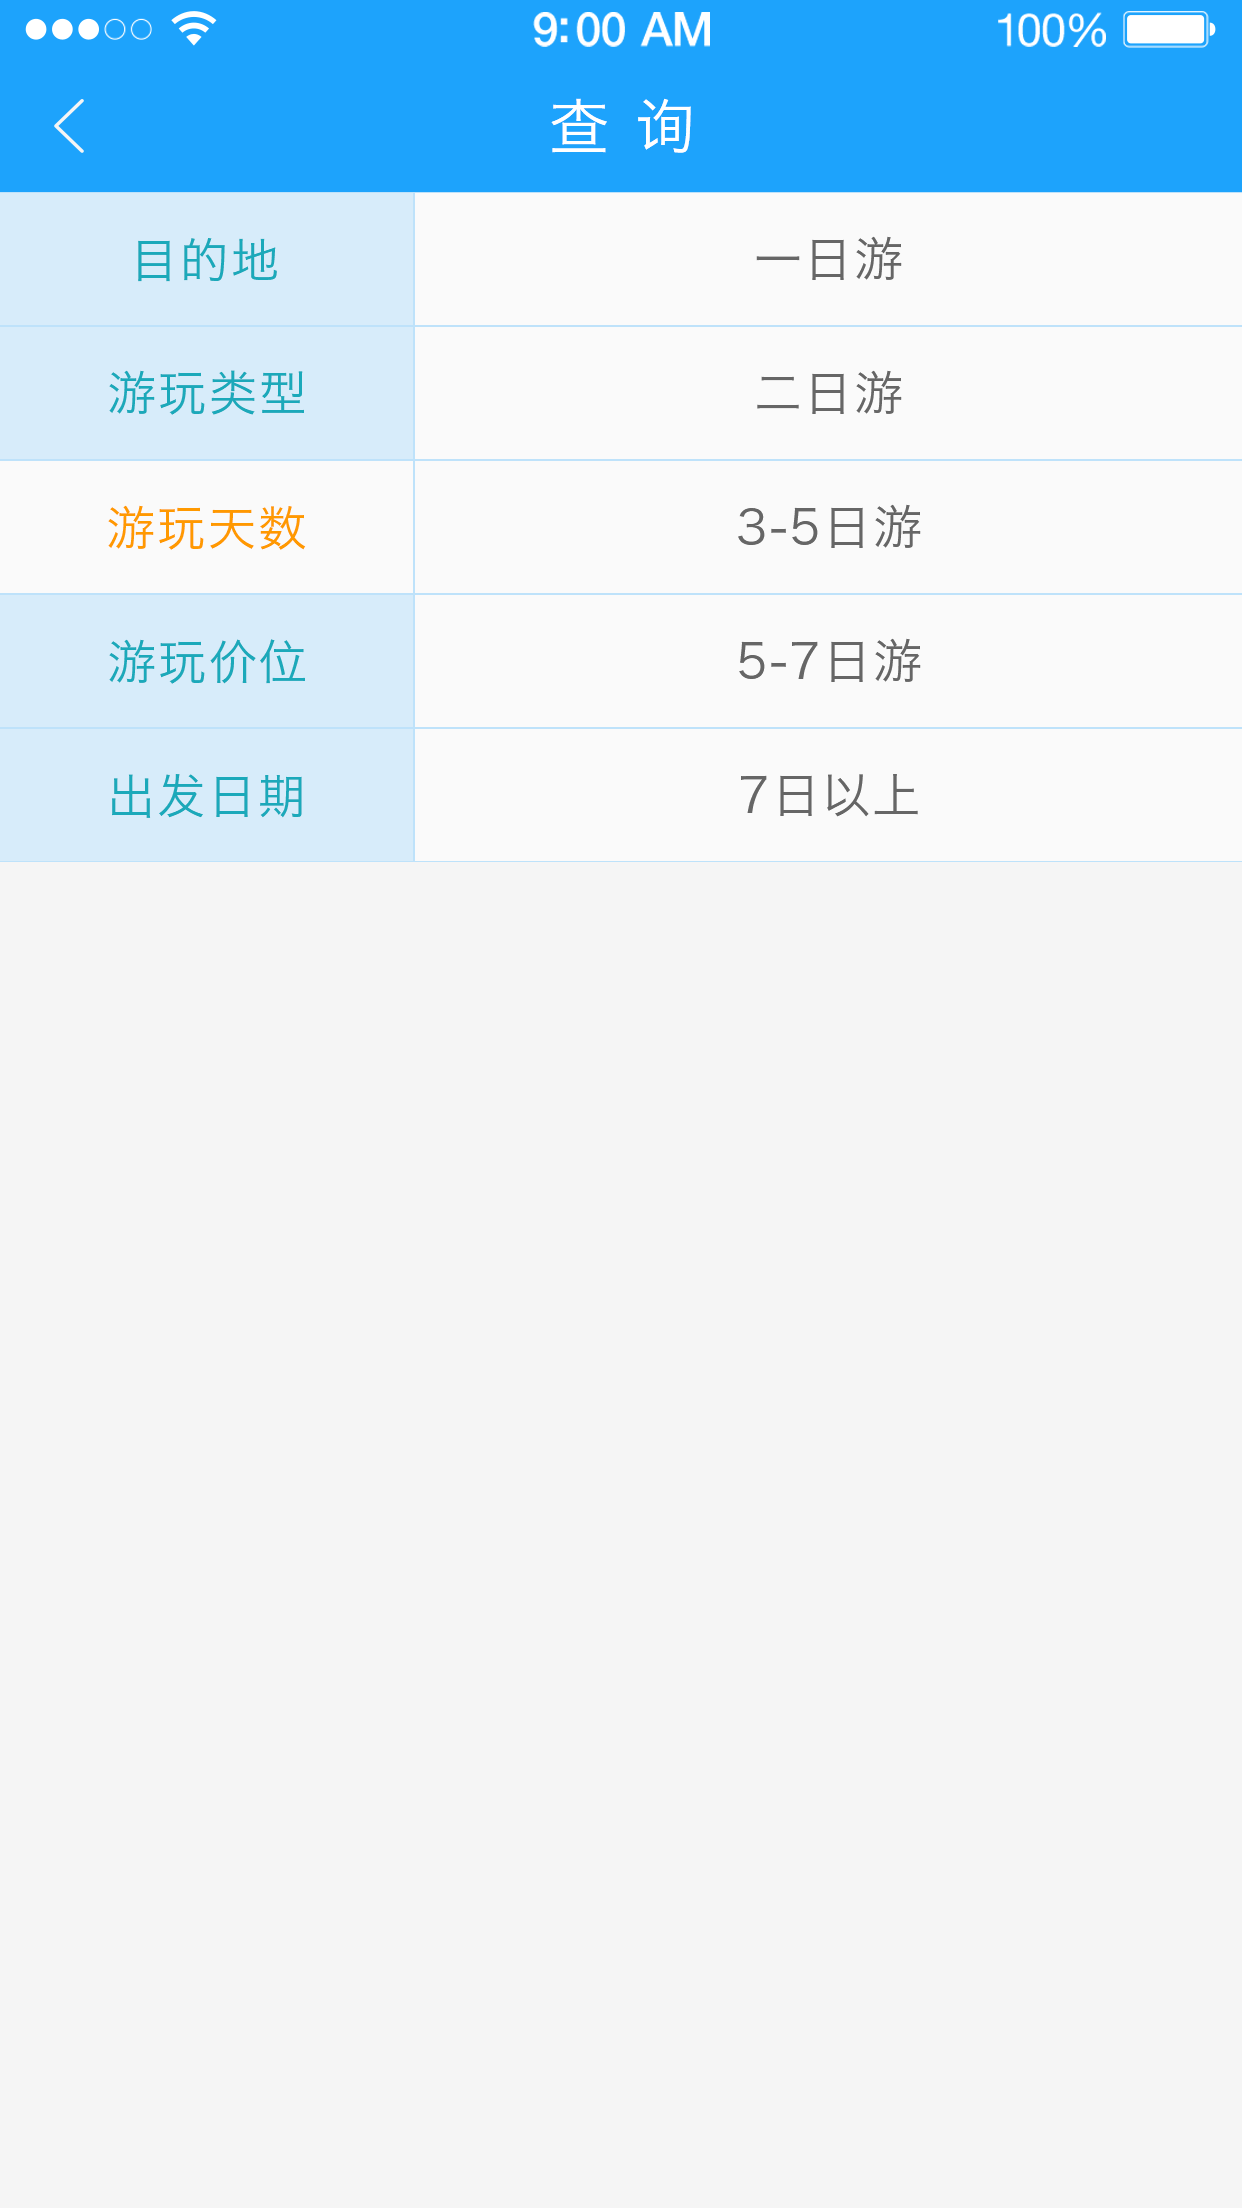 9:00 AM 100%
查 询
目的地 一日游
游玩类型 二日游
游玩天数 3-5日游
游玩价位 5-7日游
出发日期 7日以上